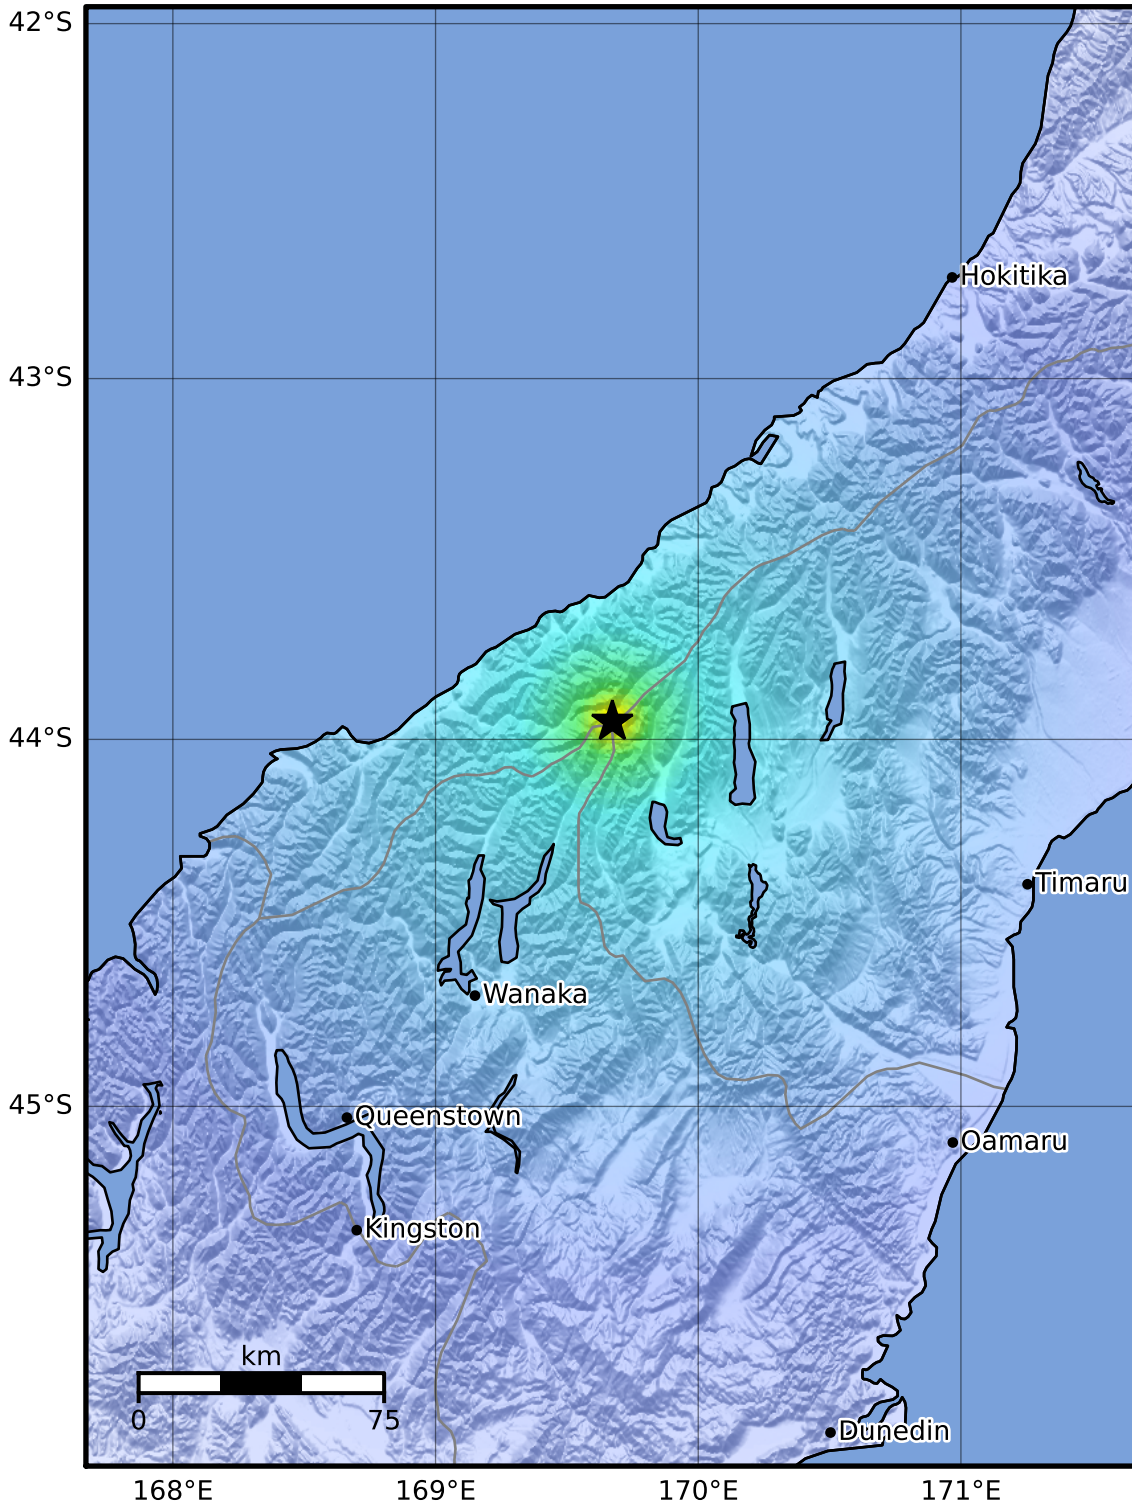 42°S
Hokitika
43°S
44°S
Timaru
Wanaka
45°S
Queenstown
Oamaru
Kingston
km
0 75
Dunedin
168°E 169°E 170°E 171°E